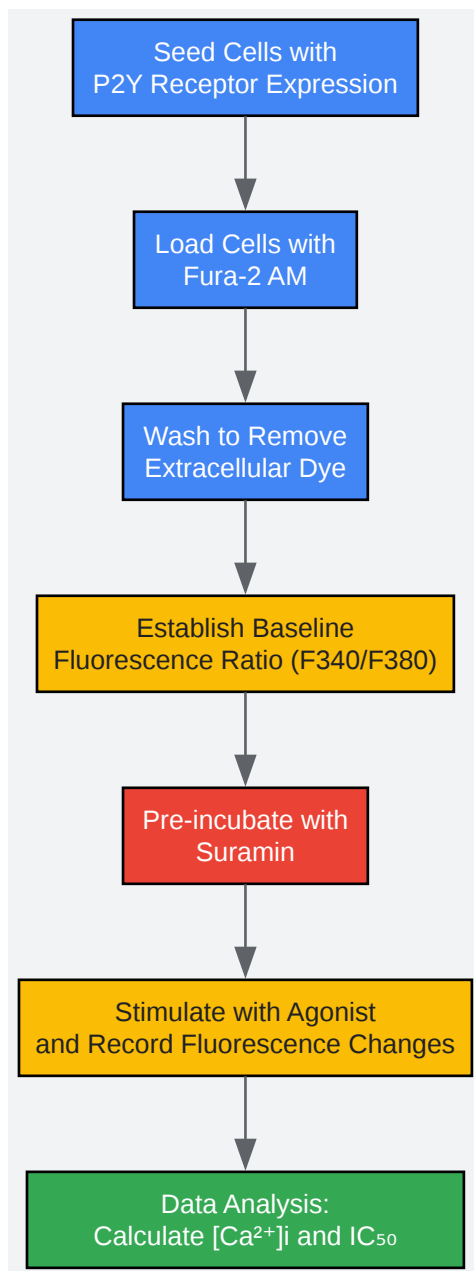 Seed Cells with
P2Y Receptor Expression
Load Cells with
Fura-2 AM
Wash to Remove
Extracellular Dye
Establish Baseline
Fluorescence Ratio (F340/F380)
Pre-incubate with
Suramin
Stimulate with Agonist
and Record Fluorescence Changes
Data Analysis:
Calculate [Ca²⁺]i and IC₅₀